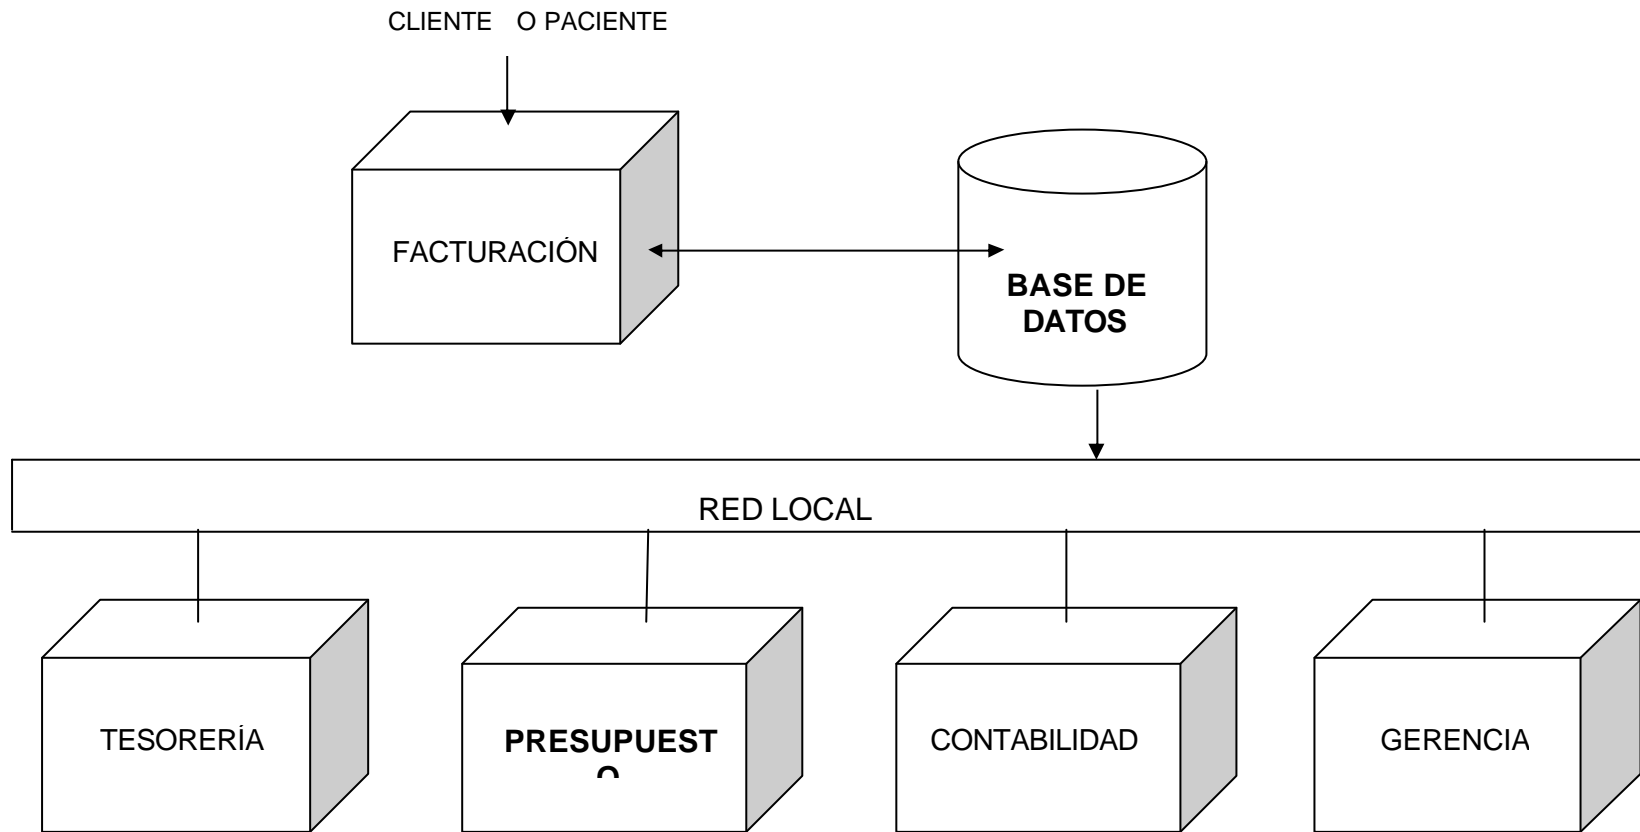 CLIENTE O PACIENTE
FACTURACIÓN
BASE DE
DATOS
RED LOCAL
TESORERÍA
PRESUPUEST
O
CONTABILIDAD
GERENCIA